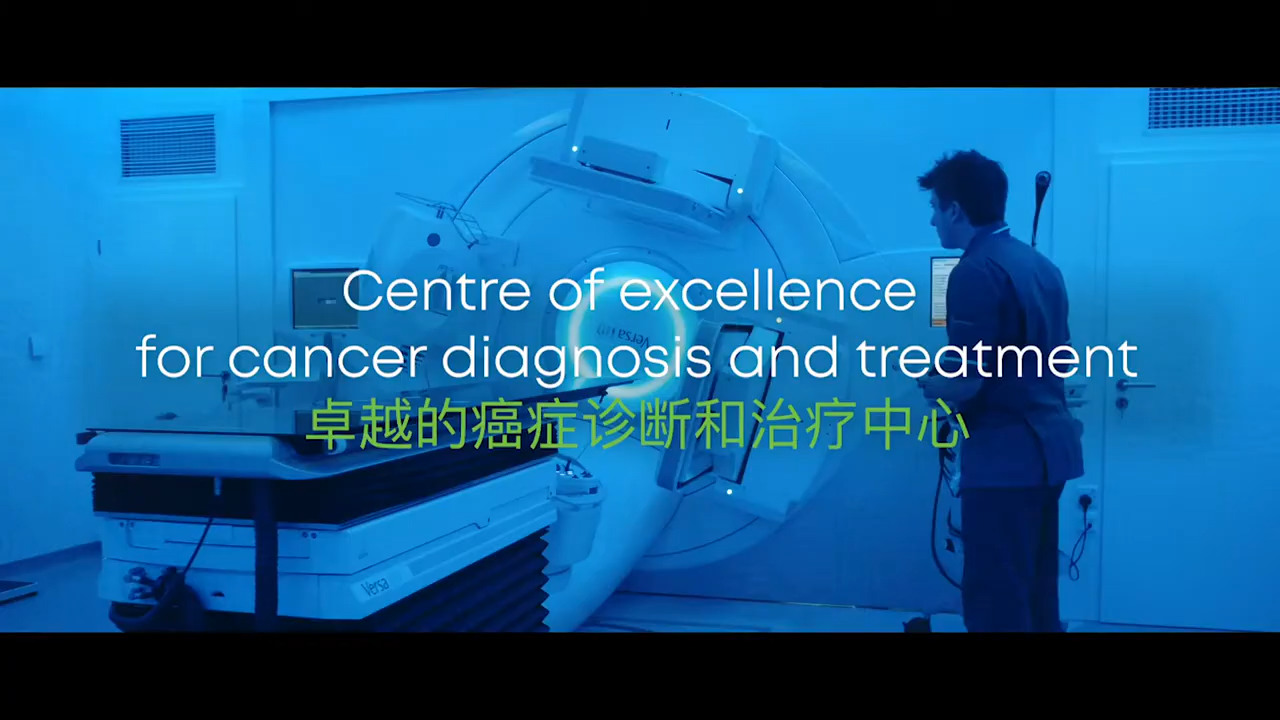 Centre of excellence
for cancer diagnosis and treatment
卓越的癌症诊断和治疗中心
Versa